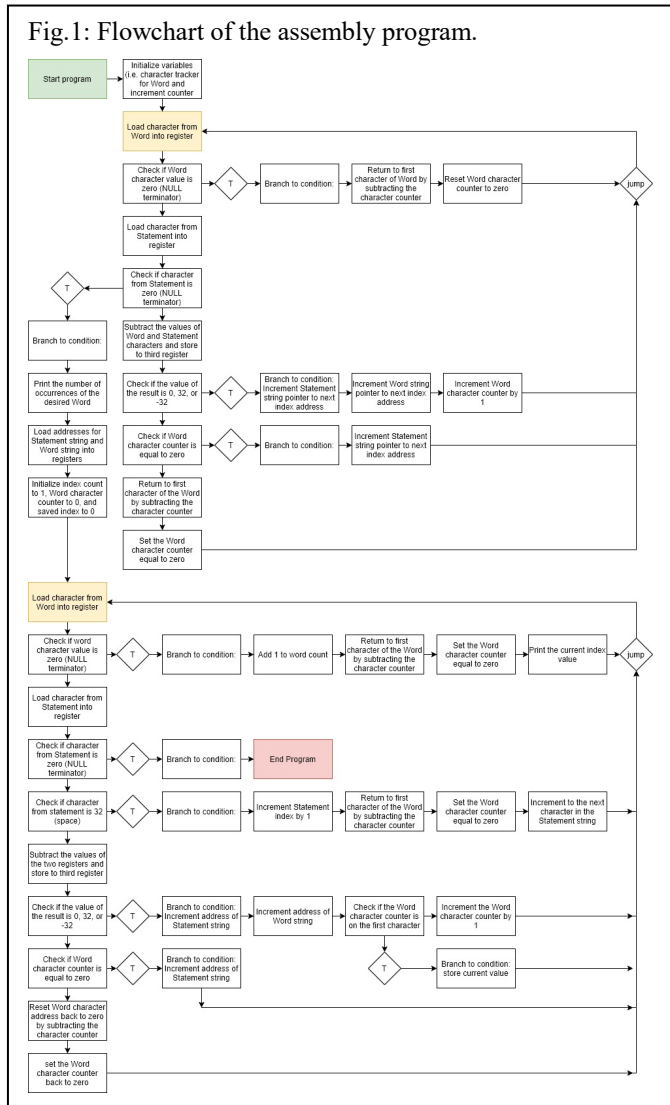 Fig.1: Flowchart of the assembly program.
Start program
Initialize variables
(i.e. character tracker
for Word and
increment counter
Load character from
Word into register
Check if Word
character value is
zero (NULL
terminator)
T
Branch to condition:
Return to first
character of Word by
subtracting the
character count
Reset Word character
counter to zero
jump
Load character from
Statement into
register
Check if character
from Statement is
zero (NULL
terminator)
T
Branch to condition:
Print the number of
occurrences of the
desired Word
Load addresses for
Statement string and
Word string into
registers
Initialize index count
to 1, Word character
counter to 0, and
saved index to 0
Subtract the values of
Word and Statement
characters and store
to third register
Check if the value of
the result is 0, 32, or
-32
T
Branch to condition:
Increment Statement
string pointer to next
index address
Increment Word
string pointer to next
index address
Increment Word
character counter by
1
Check if Word
character counter is
equal to zero
T
Branch to condition:
Increment Statement
string pointer to next
index address
Return to first
character of the Word
by subtracting the
character counter
Set the Word
character counter
equal to zero
Load character from
Word into register
Check if word
character value is
zero (NULL
terminator)
T
Branch to condition:
Add 1 to word count
Return to first
character of the Word
by subtracting the
character counter
Set the Word
character counter
equal to zero
Print the current index
value
jump
Load character from
Statement into
register
Check if character
from Statement is
zero (NULL
terminator)
T
Branch to condition:
End Program
Check if character
from statement is 32
(space)
T
Branch to condition:
Increment Statement
index by 1
Return to first
character of the Word
by subtracting the
character counter
Set the Word
character counter
equal to zero
Increment to the next
character in the
Statement string
Subtract the values of
the two registers and
store to third register
Check if the value of
the result is 0, 32, or
-32
T
Branch to condition:
Increment address of
Statement string
Increment address of
Word string
Check if the Word
character counter is
on the first character
Increment the Word
character counter by
1
T
Branch to condition:
store current value
Check if Word
character counter is
equal to zero
T
Branch to condition:
Increment address of
Statement string
Reset Word character
address back to zero
by subtracting the
character counter
set the Word
character counter
back to zero